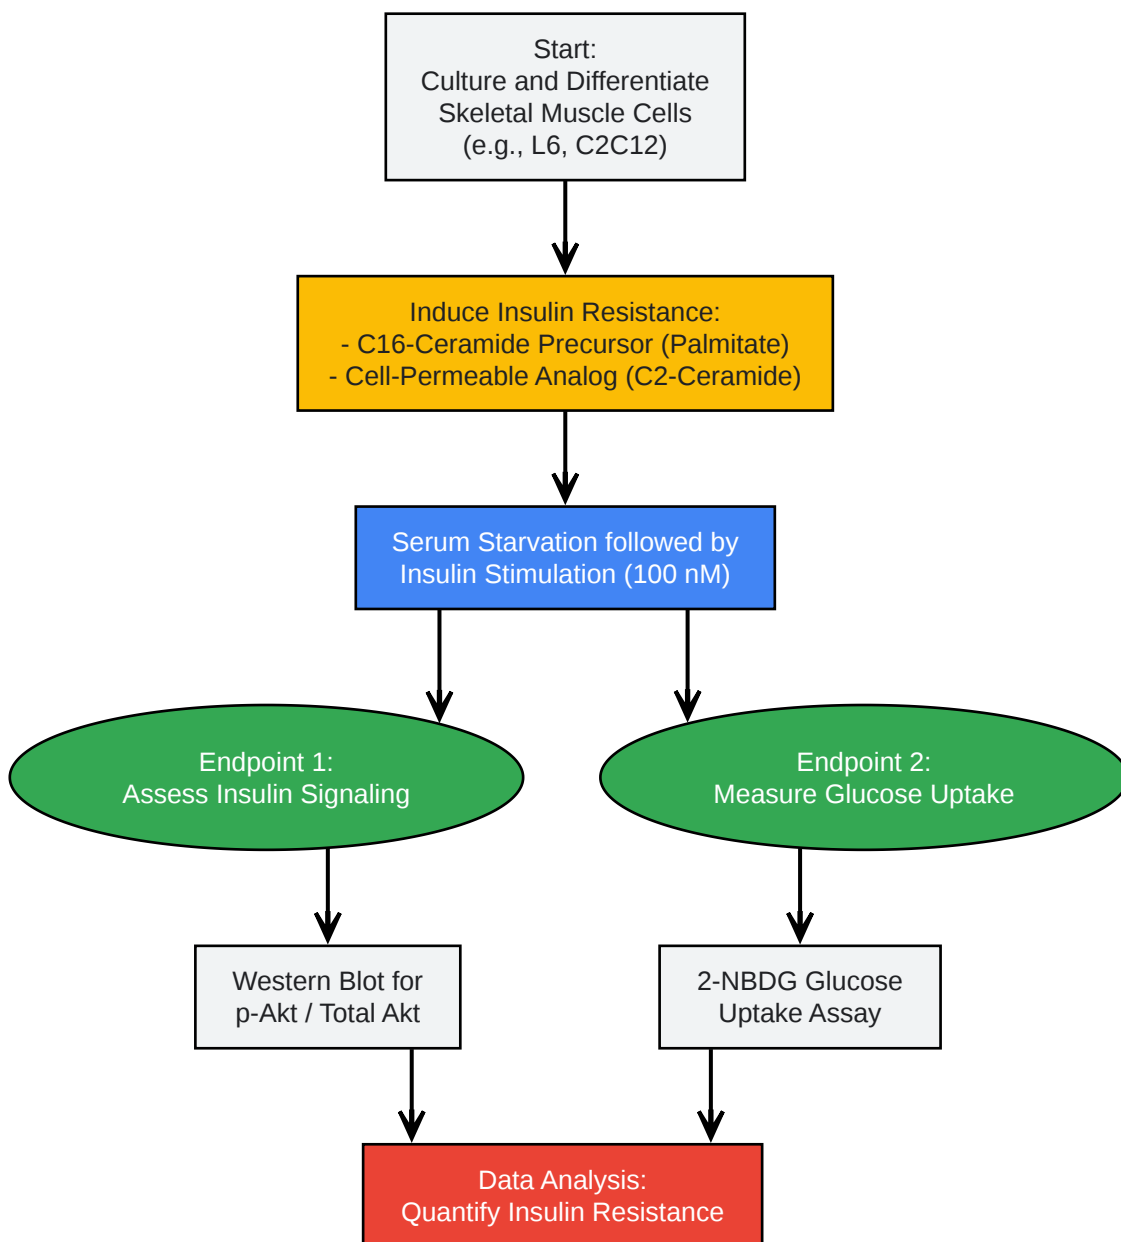 Start:
Culture and Differentiate
Skeletal Muscle Cells
(e.g., L6, C2C12)
Induce Insulin Resistance:
- C16-Ceramide Precursor (Palmitate)
- Cell-Permeable Analog (C2-Ceramide)
Serum Starvation followed by
Insulin Stimulation (100 nM)
Endpoint 1:
Assess Insulin Signaling
Endpoint 2:
Measure Glucose Uptake
Western Blot for
p-Akt / Total Akt
2-NBDG Glucose
Uptake Assay
Data Analysis:
Quantify Insulin Resistance